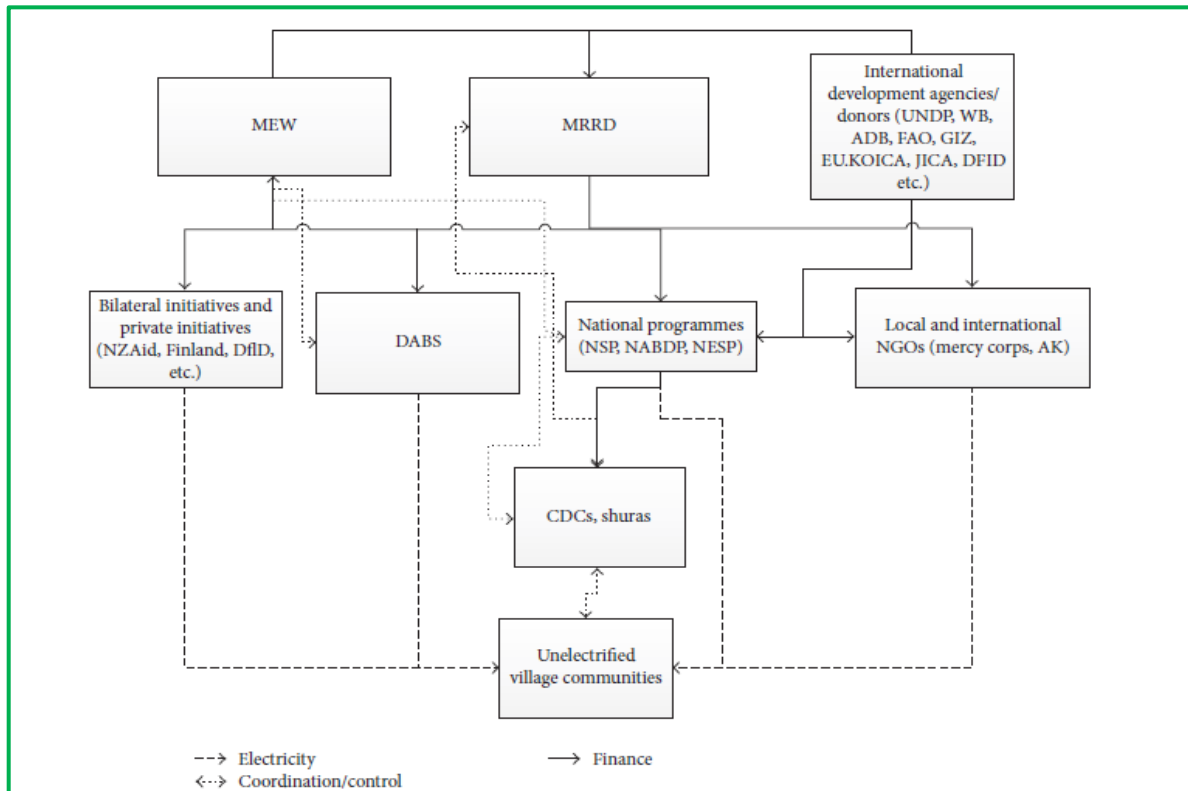 MEW
MRRD
International
development agencies/
donors (UNDP, WB,
ADB, FAO, GIZ,
EU.KOICA, JICA, DFID
etc.)
Bilateral initiatives and
private initiatives
(NZAid, Finland, DflD,
etc.)
DABS
National programmes
(NSP, NABDP, NESP)
Local and international
NGOs (mercy corps, AK)
CDCs, shuras
Unelectrified
village communities
Electricity
Finance
Coordination/control